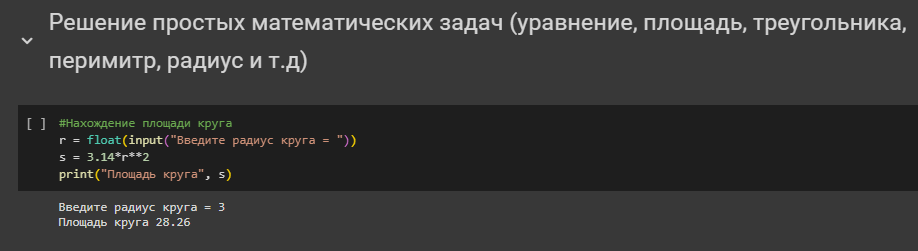 Решение простых математических задач (уравнение, площадь, треугольника,
перимитр, радиус и т.д)
[ ] #Нахождение площади круга
r = float(input("Введите радиус круга = "))
s = 3.14*r**2
print("Площадь круга", s)
Введите радиус круга = 3
Площадь круга 28.26